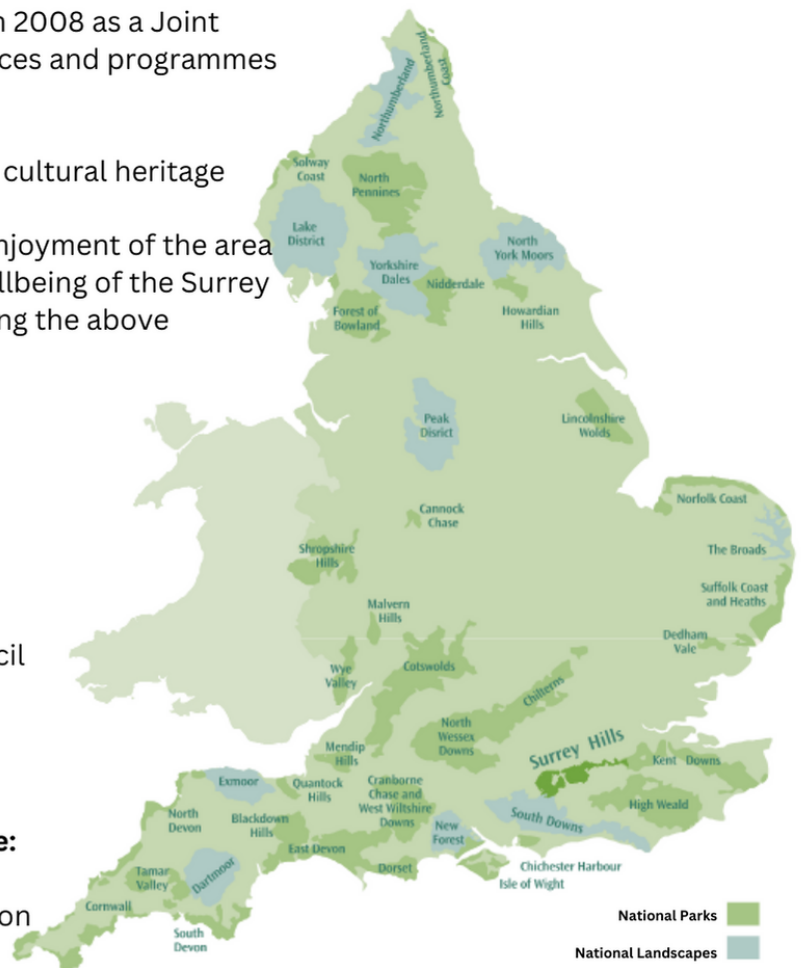 n 2008 as a Joint
ces and programmes
cultural heritage
njoyment of the area
llbeing of the Surrey
ng the above
cil
e:
on
Northumberland
Northumberland
Coast
Solway
Coast
North
Pennines
Lake
District
Yorkshire
Dales
North
York Moors
Nidderdale
Forest of
Bowland
Howardian
Hills
Peak
Disrict
Lincolnshire
Wolds
Norfolk Coast
Cannock
Chase
The Broads
Shropshire
Hills
Suffolk Coast
and Heaths
Malvern
Hills
Dedham
Vale
Wye
Valley
Cotswolds
Chilterns
North
Wessex
Downs
Surrey Hills
Kent Downs
Mendip
Hills
Exmoor
Quantock
Hills
Cranborne
Chase and
West Wiltshire
Downs
High Weald
North
Devon
Blackdown
Hills
New
Forest
South Downs
East Devon
Tamar
Valley
Dartmoor
Dorset
Chichester Harbour
Isle of Wight
Cornwall
South
Devon
National Parks
National Landscapes